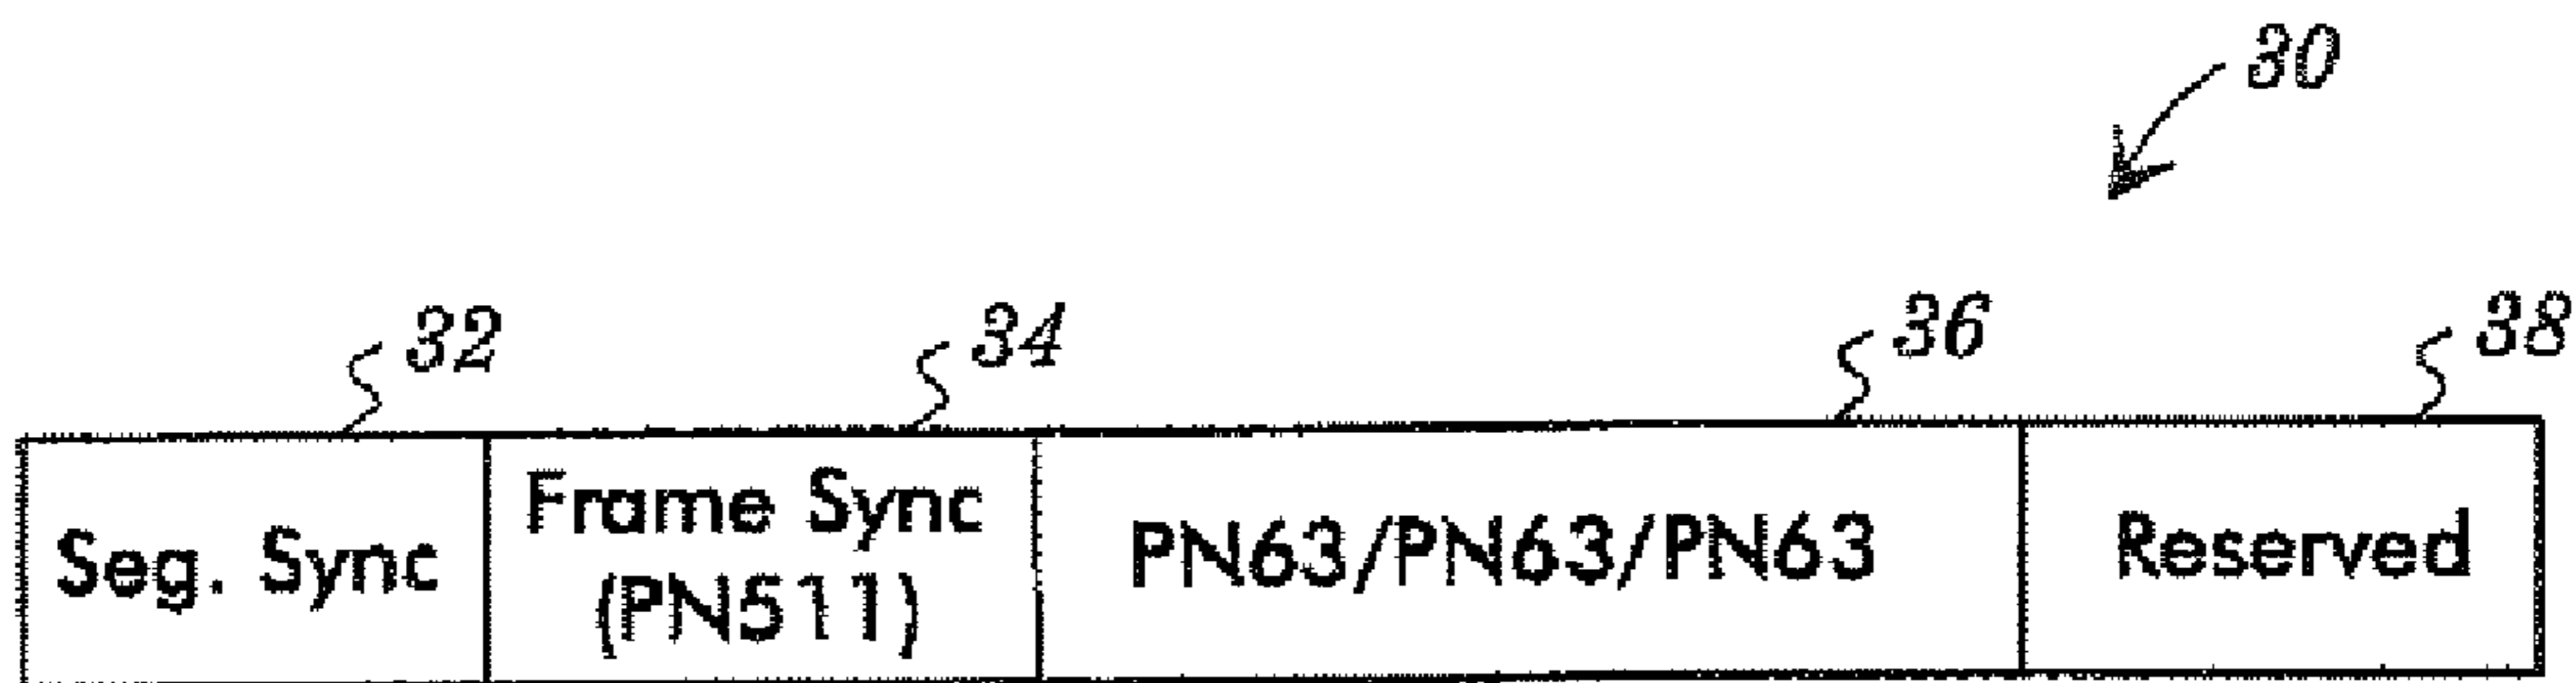 30
32
34
36
38
Seg. Sync
Frame Sync
(PN511)
PN63/PN63/PN63
Reserved